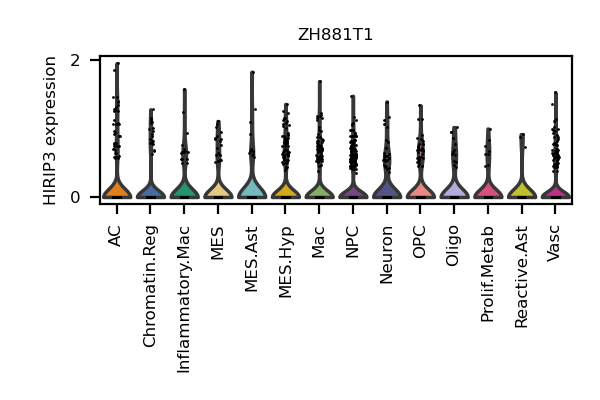 ZH881T1
HIRIP3 expression
2
0
AC
Chromatin.Reg
Inflammatory.Mac
MES
MES.Ast
MES.Hyp
Mac
NPC
Neuron
OPC
Oligo
Prolif.Metab
Reactive.Ast
Vasc